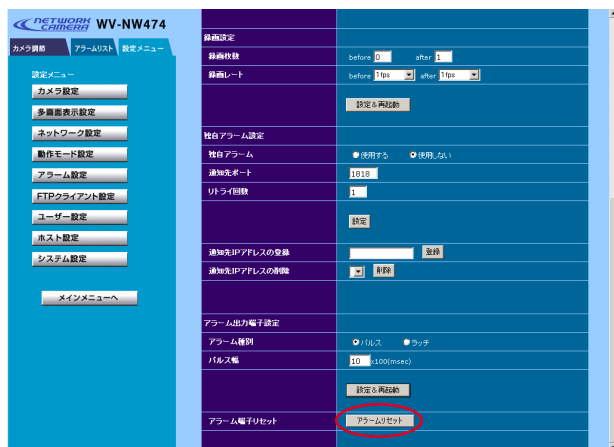 NETWORK CAMERA WV-NW474
カメラ調節 アラームリスト 設定メニュー
設定メニュー
カメラ設定
多画面表示設定
ネットワーク設定
動作モード設定
アラーム設定
FTPクライアント設定
ユーザー設定
ホスト設定
システム設定
メインメニューへ
録画設定
録画枚数 before 0 after 1
録画レート before 1fps after 1fps
設定&再起動
独自アラーム設定
独自アラーム 使用する 使用しない
通知先ポート 1818
リトライ回数 1
設定
通知先IPアドレスの登録 登録
通知先IPアドレスの削除 削除
アラーム出力端子設定
アラーム種別 パルス ラッチ
パルス幅 10 x100(msec)
設定&再起動
アラーム端子リセット アラームリセット